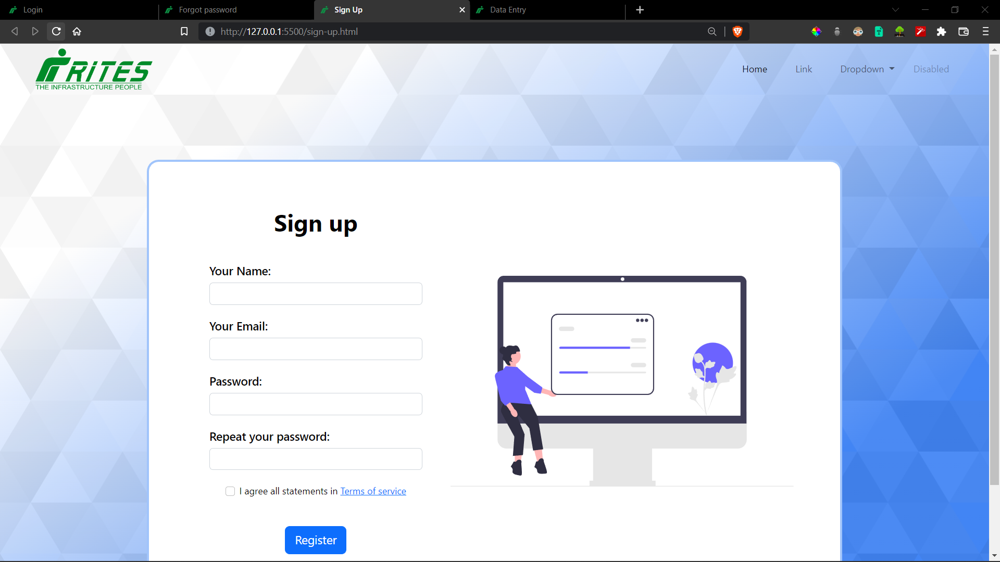 Login
Forgot password
Sign Up
Data Entry
http://127.0.0.1:5500/sign-up.html
RITES
THE INFRASTRUCTURE PEOPLE
Home
Link
Dropdown
Disabled
Sign up
Your Name:
Your Email:
Password:
Repeat your password:
I agree all statements in Terms of service
Register